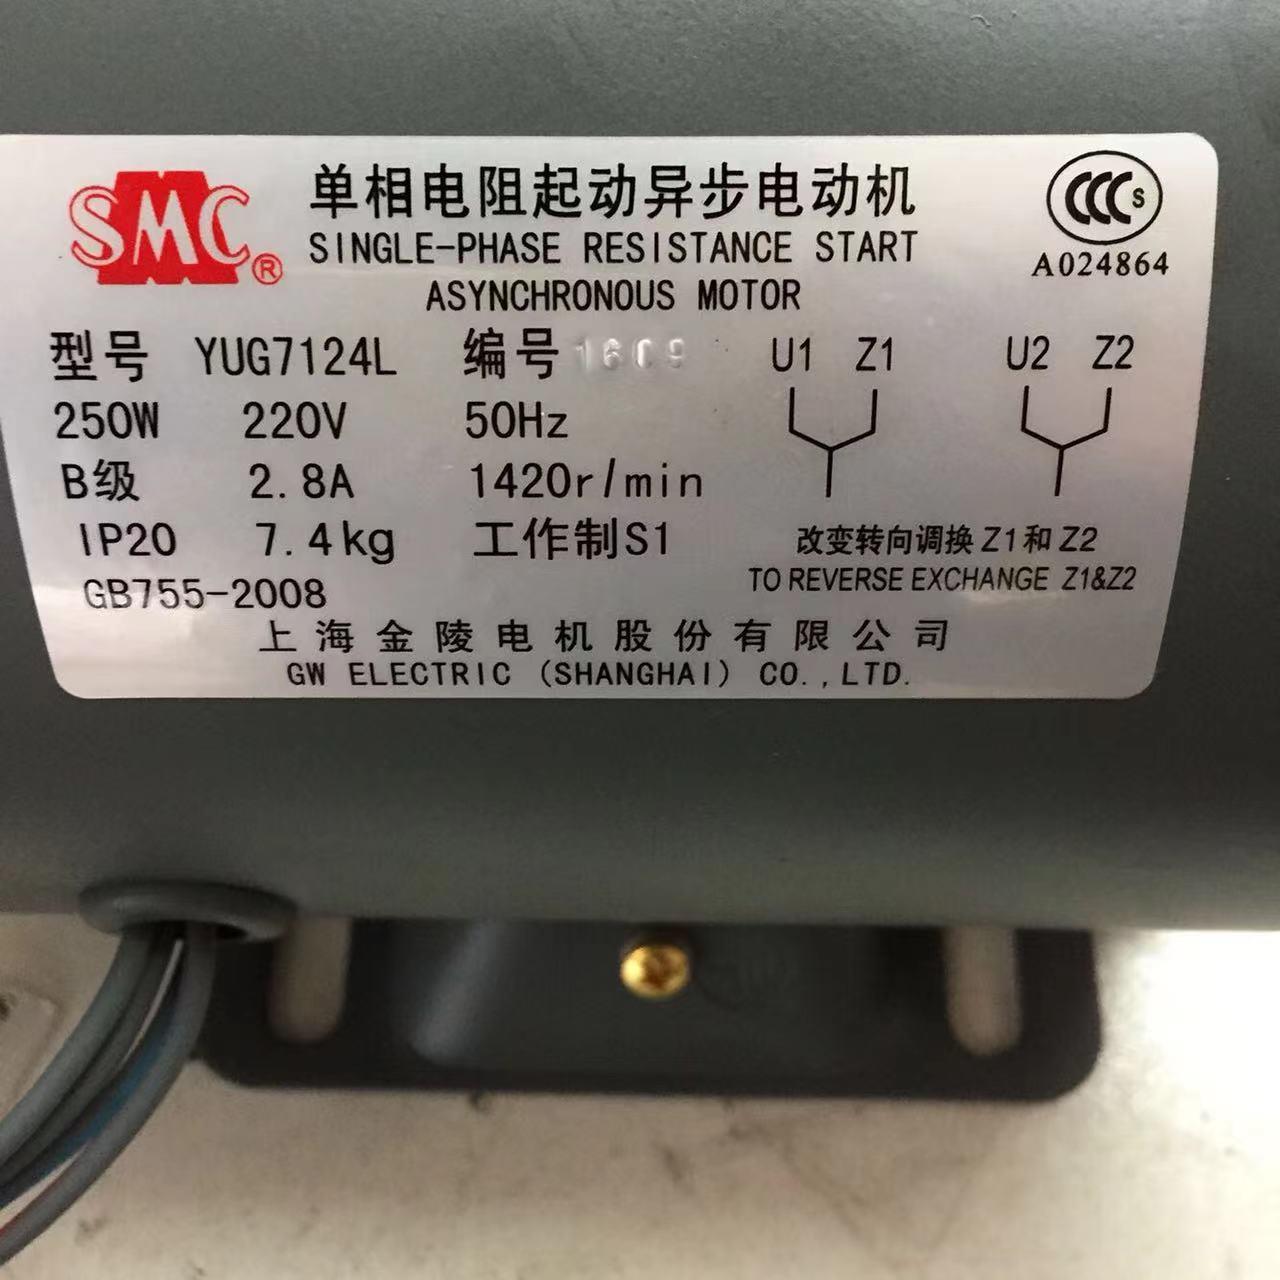 SMC®
单相电阻起动异步电动机
SINGLE-PHASE RESISTANCE START
ASYNCHRONOUS MOTOR
CCC S
A024864
型号 YUG7124L 编号 1609
250W 220V 50Hz
B级 2.8A 1420r/min
IP20 7.4kg 工作制S1
GB755-2008
U1 Z1 U2 Z2
改变转向调换 Z1和 Z2
TO REVERSE EXCHANGE Z1&Z2
上海金陵电机股份有限公司
GW ELECTRIC (SHANGHAI) CO.,LTD.